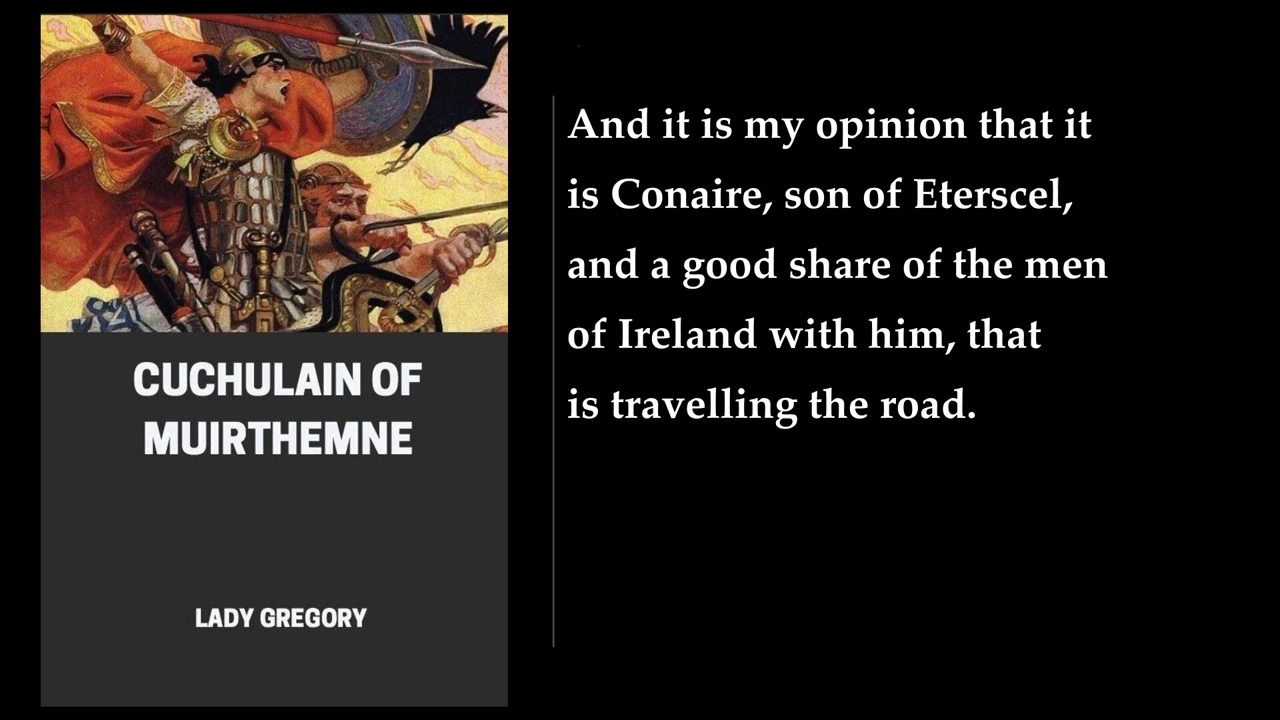 CUCHULAIN OF
MUIRTHEMNE
LADY GREGORY
And it is my opinion that it
is Conaire, son of Eterscel,
and a good share of the men
of Ireland with him, that
is travelling the road.